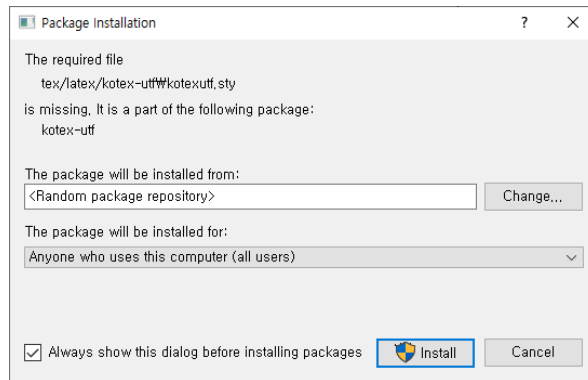 Package Installation
The required file
tex/latex/kotex-utf₩kotexutf.sty
is missing. It is a part of the following package:
kotex-utf
The package will be installed from:
<Random package repository>
Change...
The package will be installed for:
Anyone who uses this computer (all users)
Always show this dialog before installing packages
Install
Cancel